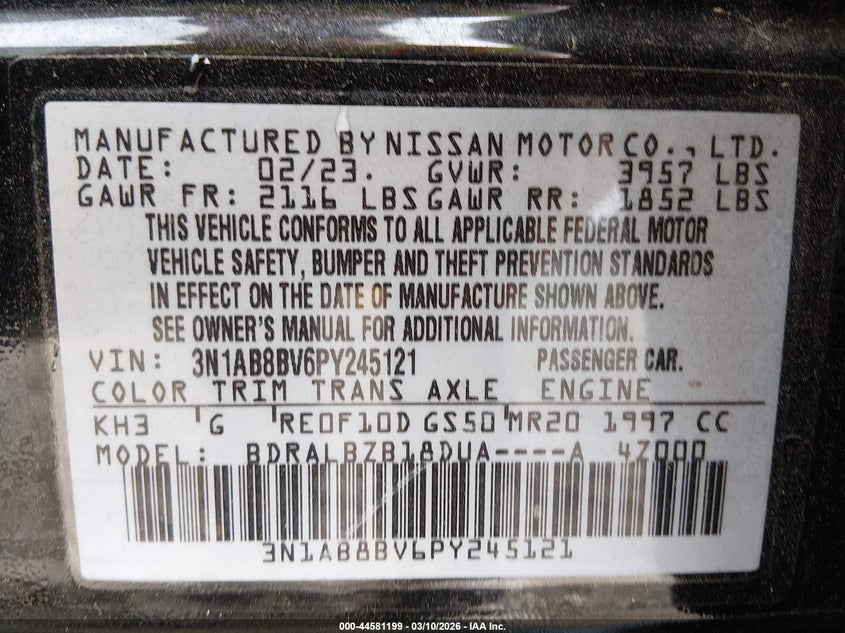 MANUFACTURED BY NISSAN MOTOR CO., LTD.
DATE: 02/23. GVWR: 3957 LBS
GAWR FR: 2116 LBS GAWR RR: 1852 LBS
THIS VEHICLE CONFORMS TO ALL APPLICABLE FEDERAL MOTOR
VEHICLE SAFETY, BUMPER AND THEFT PREVENTION STANDARDS
IN EFFECT ON THE DATE OF MANUFACTURE SHOWN ABOVE.
SEE OWNER'S MANUAL FOR ADDITIONAL INFORMATION.
VIN: 3N1AB8BV6PY245121 PASSENGER CAR.
COLOR TRIM TRANS AXLE ENGINE
KH3 G RE0F10D GS50 MR20 1997 CC
MODEL: BDRALBZB18DUA----A 4Z000
3N1AB8BV6PY245121
000-44581199 - 03/10/2026 - IAA Inc.